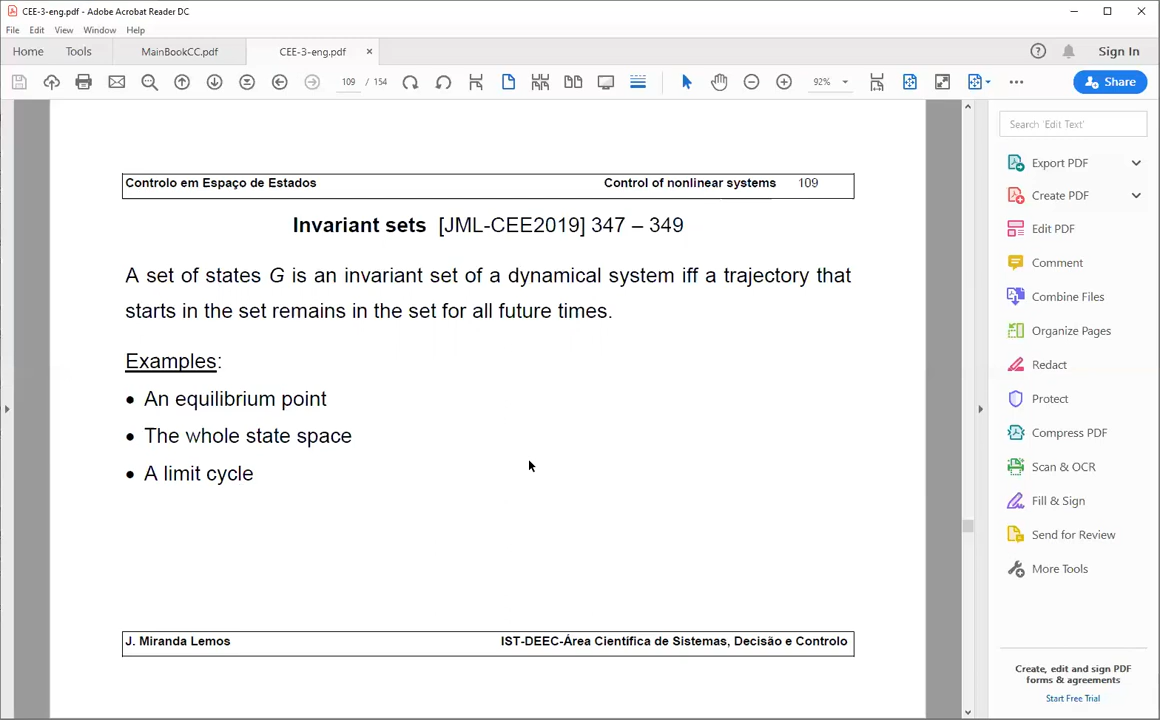 CEE-3-eng.pdf - Adobe Acrobat Reader DC
File Edit View Window Help
Home Tools MainBookCC.pdf CEE-3-eng.pdf × Sign In
109 / 154 92% Share
Search 'Edit Text'
Export PDF
Create PDF
Edit PDF
Comment
Combine Files
Organize Pages
Redact
Protect
Compress PDF
Scan & OCR
Fill & Sign
Send for Review
More Tools
Create, edit and sign PDF
forms & agreements
Start Free Trial
Controlo em Espaço de Estados Control of nonlinear systems 109
Invariant sets [JML-CEE2019] 347 – 349
A set of states G is an invariant set of a dynamical system iff a trajectory that
starts in the set remains in the set for all future times.
Examples:
• An equilibrium point
• The whole state space
• A limit cycle
J. Miranda Lemos IST-DEEC-Área Científica de Sistemas, Decisão e Controlo